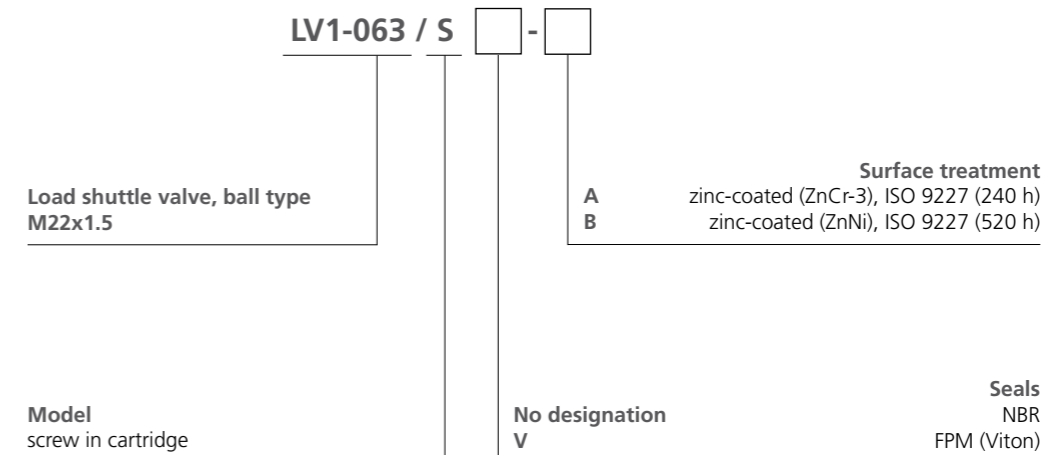 LV1-063 / S -
Surface treatment
Load shuttle valve, ball type
M22x1.5
A zinc-coated (ZnCr-3), ISO 9227 (240 h)
B zinc-coated (ZnNi), ISO 9227 (520 h)
Seals
Model
screw in cartridge
No designation NBR
V FPM (Viton)